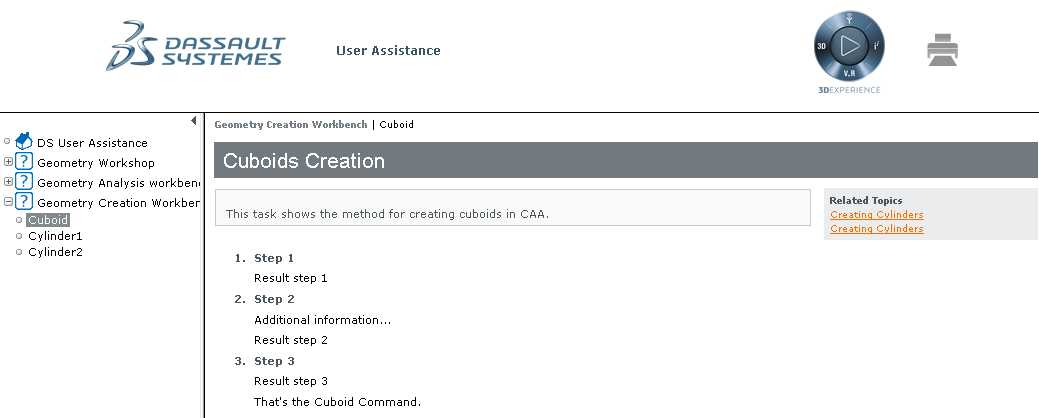 DASSAULT
SYSTEMES
User Assistance
3D
i²
V.R
3DEXPERIENCE
DS User Assistance
Geometry Workshop
Geometry Analysis workben
Geometry Creation Workber
Cuboid
Cylinder1
Cylinder2
Geometry Creation Workbench | Cuboid
Cuboids Creation
This task shows the method for creating cuboids in CAA.
Related Topics
Creating Cylinders
Creating Cylinders
1. Step 1
Result step 1
2. Step 2
Additional information...
Result step 2
3. Step 3
Result step 3
That's the Cuboid Command.